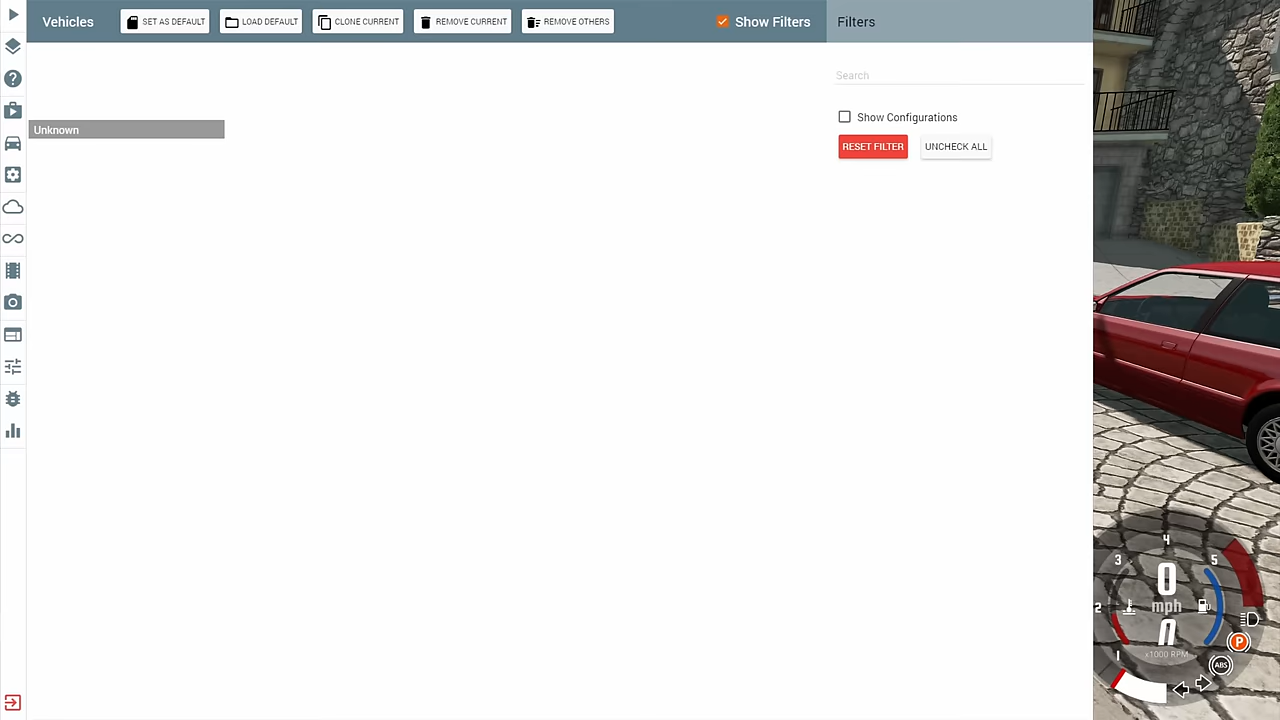 Vehicles
SET AS DEFAULT
LOAD DEFAULT
CLONE CURRENT
REMOVE CURRENT
REMOVE OTHERS
Show Filters
Filters
Search
Unknown
Show Configurations
RESET FILTER
UNCHECK ALL
4
3
5
0
2
mph
0
P
1
x1000 RPM
ABS